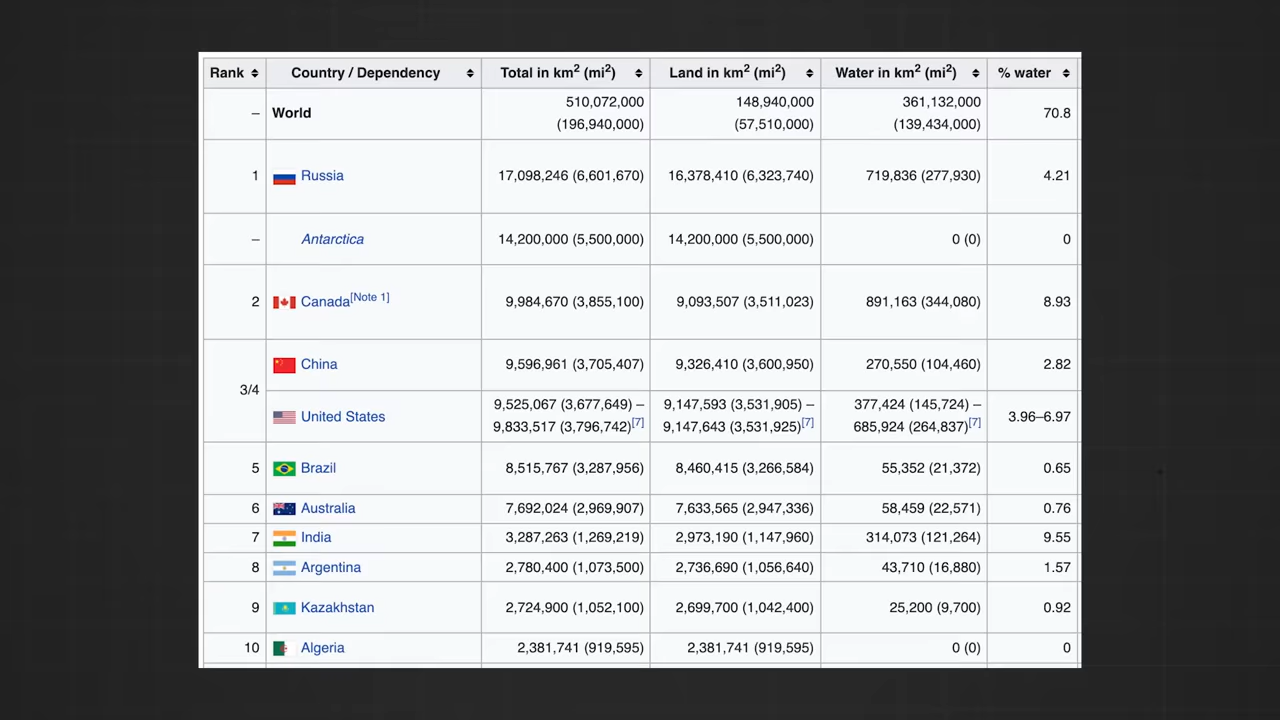 Rank Country / Dependency Total in km² (mi²) Land in km² (mi²) Water in km² (mi²) % water
– World 510,072,000 (196,940,000) 148,940,000 (57,510,000) 361,132,000 (139,434,000) 70.8
1 Russia 17,098,246 (6,601,670) 16,378,410 (6,323,740) 719,836 (277,930) 4.21
– Antarctica 14,200,000 (5,500,000) 14,200,000 (5,500,000) 0 (0) 0
2 Canada[Note 1] 9,984,670 (3,855,100) 9,093,507 (3,511,023) 891,163 (344,080) 8.93
3/4 China 9,596,961 (3,705,407) 9,326,410 (3,600,950) 270,550 (104,460) 2.82
United States 9,525,067 (3,677,649) – 9,833,517 (3,796,742)[7] 9,147,593 (3,531,905) – 9,147,643 (3,531,925)[7] 377,424 (145,724) – 685,924 (264,837)[7] 3.96–6.97
5 Brazil 8,515,767 (3,287,956) 8,460,415 (3,266,584) 55,352 (21,372) 0.65
6 Australia 7,692,024 (2,969,907) 7,633,565 (2,947,336) 58,459 (22,571) 0.76
7 India 3,287,263 (1,269,219) 2,973,190 (1,147,960) 314,073 (121,264) 9.55
8 Argentina 2,780,400 (1,073,500) 2,736,690 (1,056,640) 43,710 (16,880) 1.57
9 Kazakhstan 2,724,900 (1,052,100) 2,699,700 (1,042,400) 25,200 (9,700) 0.92
10 Algeria 2,381,741 (919,595) 2,381,741 (919,595) 0 (0) 0